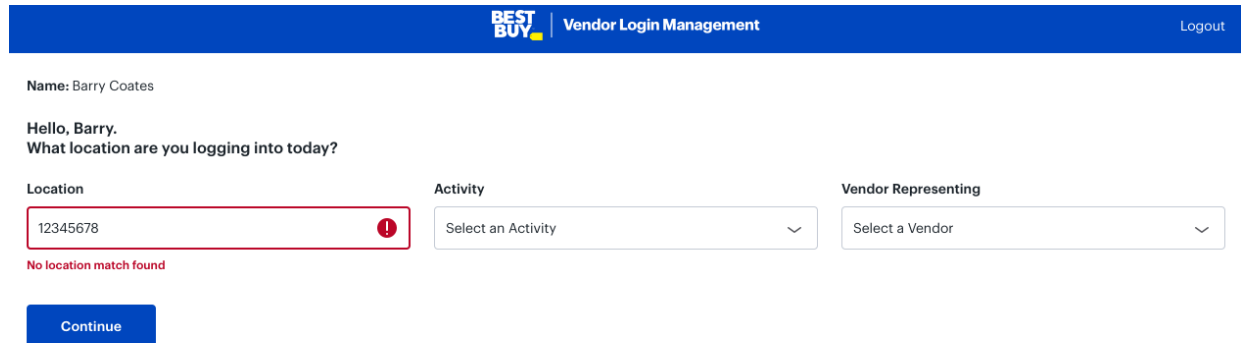 BEST BUY Vendor Login Management
Logout
Name: Barry Coates
Hello, Barry.
What location are you logging into today?
Location
Activity
Vendor Representing
12345678
Select an Activity
Select a Vendor
No location match found
Continue